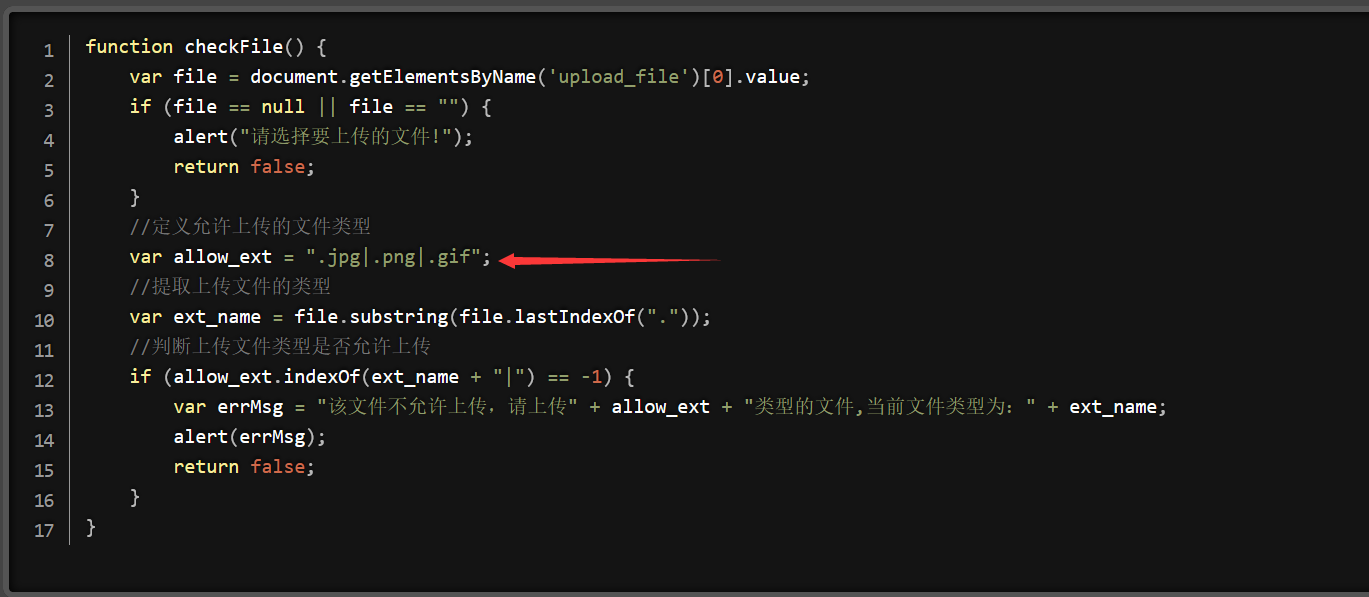 1 function checkFile() {
2 var file = document.getElementsByName('upload_file')[0].value;
3 if (file == null || file == "") {
4 alert("请选择要上传的文件!");
5 return false;
6 }
7 //定义允许上传的文件类型
8 var allow_ext = ".jpg|.png|.gif";
9 //提取上传文件的类型
10 var ext_name = file.substring(file.lastIndexOf("."));
11 //判断上传文件类型是否允许上传
12 if (allow_ext.indexOf(ext_name + "|") == -1) {
13 var errMsg = "该文件不允许上传，请上传" + allow_ext + "类型的文件,当前文件类型为：" + ext_name;
14 alert(errMsg);
15 return false;
16 }
17 }